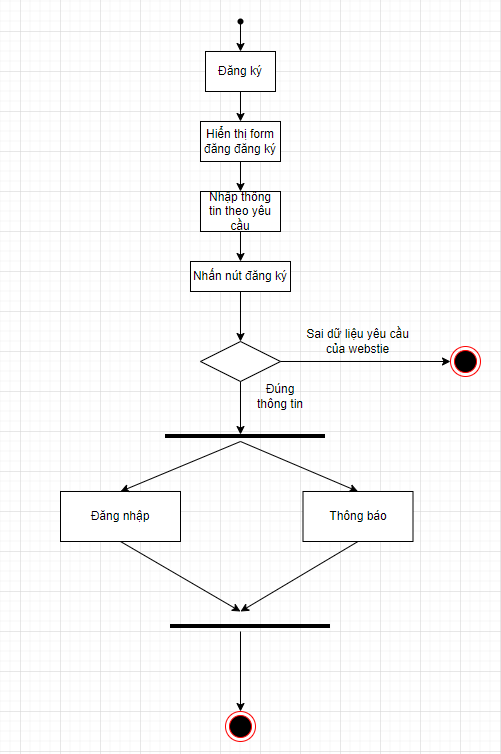 Đăng ký
Hiển thị form
đăng đăng ký
Nhập thông
tin theo yêu
cầu
Nhấn nút đăng ký
Sai dữ liệu yêu cầu
của webstie
Đúng
thông tin
Đăng nhập
Thông báo